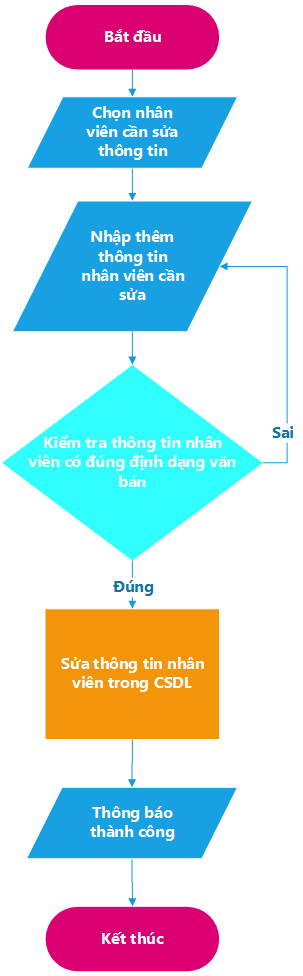 Bắt đầu
Chọn nhân
viên cần sửa
thông tin
Nhập thêm
thông tin
nhân viên cần
sửa
Kiểm tra thông tin nhân
viên có đúng định dạng văn
bản
Sai
Đúng
Sửa thông tin nhân
viên trong CSDL
Thông báo
thành công
Kết thúc